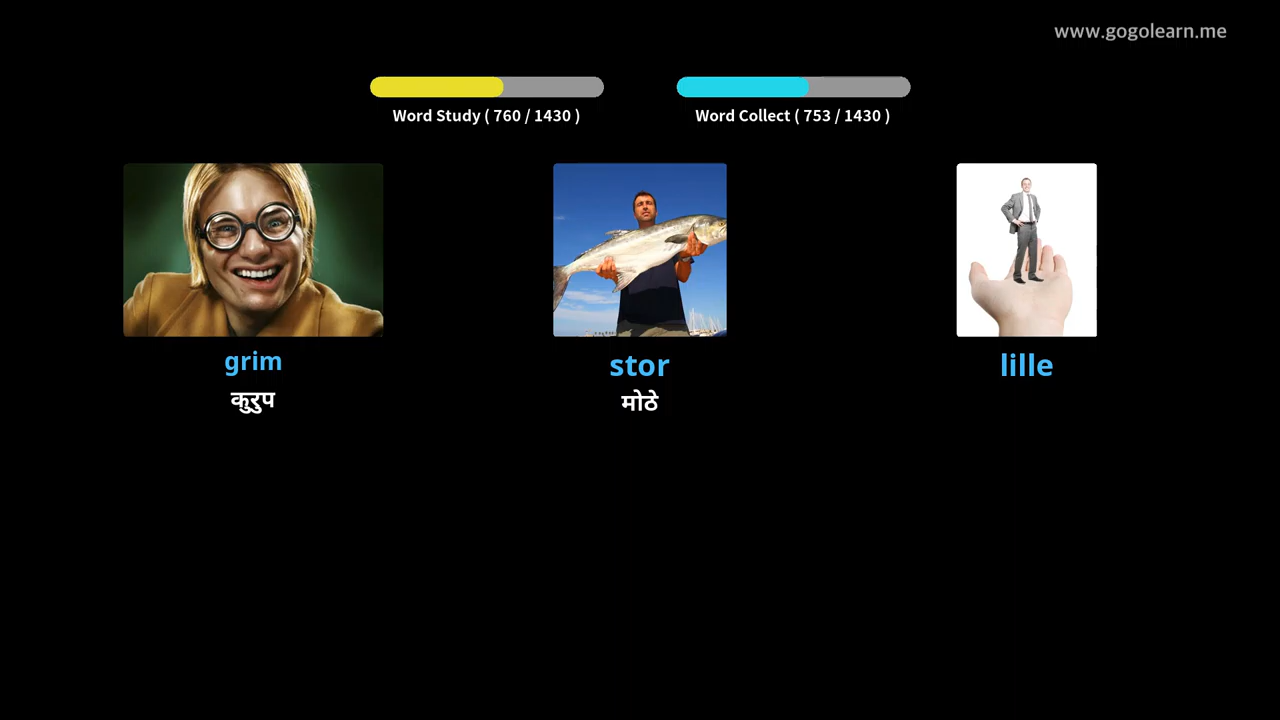 www.gogolearn.me
Word Study ( 760 / 1430 )
Word Collect ( 753 / 1430 )
grim
stor
lille
कुरुप
मोठे